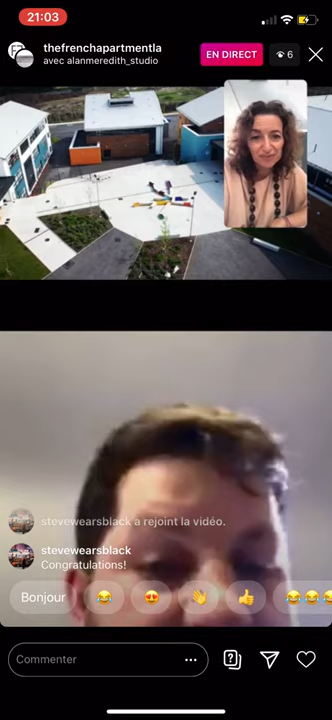 21:03
thefrenchapartmentla
avec alanmeredith_studio
EN DIRECT
6
stevewearsblack a rejoint la vidéo.
stevewearsblack
Congratulations!
Bonjour
Commenter